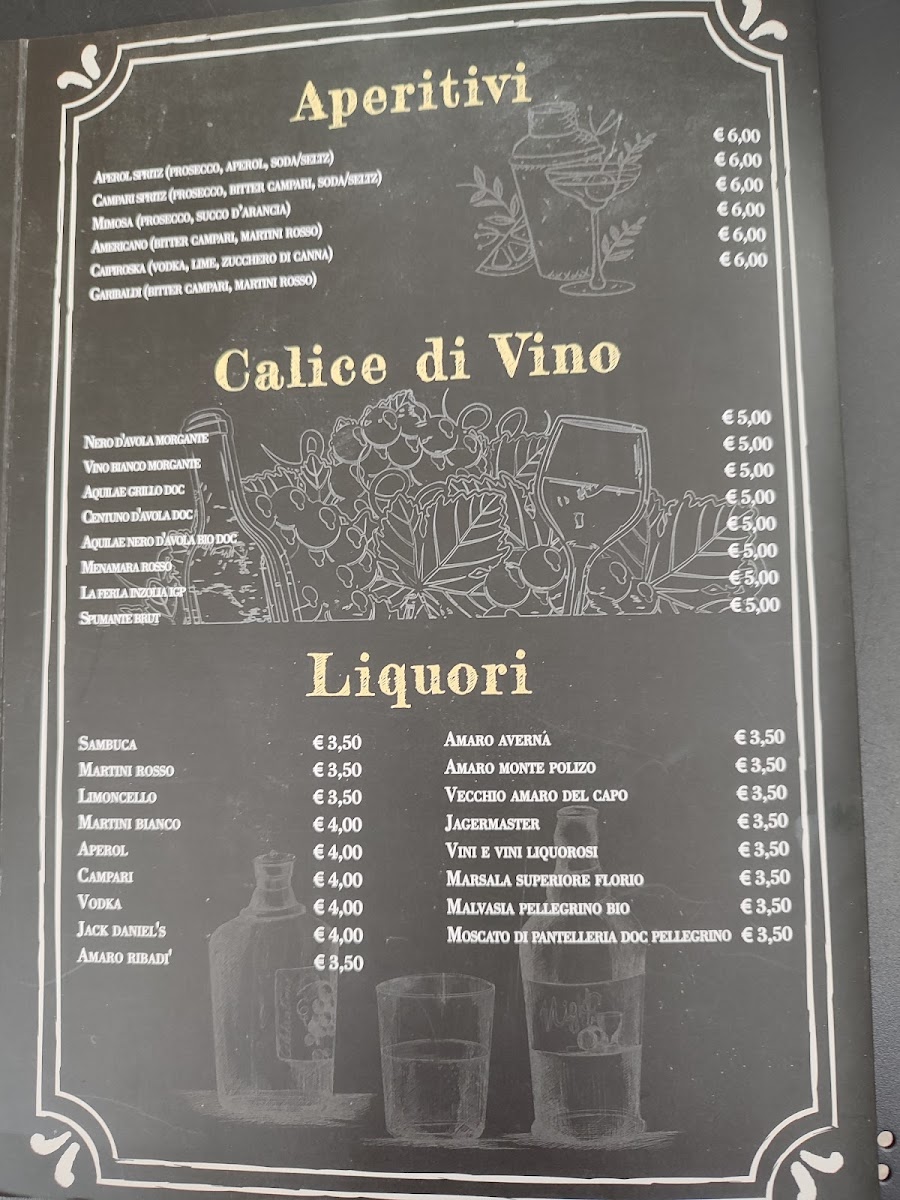 Aperitivi
Aperol spritz (prosecco, aperol, soda/seltz) € 6,00
Campari spritz (prosecco, bitter campari, soda/seltz) € 6,00
Mimosa (prosecco, succo d'arancia) € 6,00
Americano (bitter campari, martini rosso) € 6,00
Caipiroska (vodka, lime, zucchero di canna) € 6,00
Garibaldi (bitter campari, martini rosso) € 6,00
Calice di Vino
Nero d'avola morgante € 5,00
Vino bianco morgante € 5,00
Aquilae grillo doc € 5,00
Centuno d'avola doc € 5,00
Aquilae nero d'avola bio doc € 5,00
Menamara rosso € 5,00
La ferla inzolia igp € 5,00
Spumante brut € 5,00
Liquori
Sambuca € 3,50
Martini rosso € 3,50
Limoncello € 3,50
Martini bianco € 4,00
Aperol € 4,00
Campari € 4,00
Vodka € 4,00
Jack daniel's € 4,00
Amaro ribadi' € 3,50
Amaro avernà € 3,50
Amaro monte polizo € 3,50
Vecchio amaro del capo € 3,50
Jagermaster € 3,50
Vini e vini liquorosi € 3,50
Marsala superiore florio € 3,50
Malvasia pellegrino bio € 3,50
Moscato di pantelleria doc pellegrino € 3,50